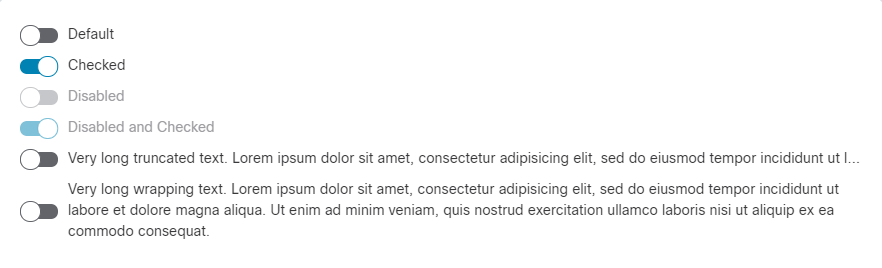 Default
Checked
Disabled
Disabled and Checked
Very long truncated text. Lorem ipsum dolor sit amet, consectetur adipisicing elit, sed do eiusmod tempor incididunt ut l...
Very long wrapping text. Lorem ipsum dolor sit amet, consectetur adipisicing elit, sed do eiusmod tempor incididunt ut
labore et dolore magna aliqua. Ut enim ad minim veniam, quis nostrud exercitation ullamco laboris nisi ut aliquip ex ea
commodo consequat.